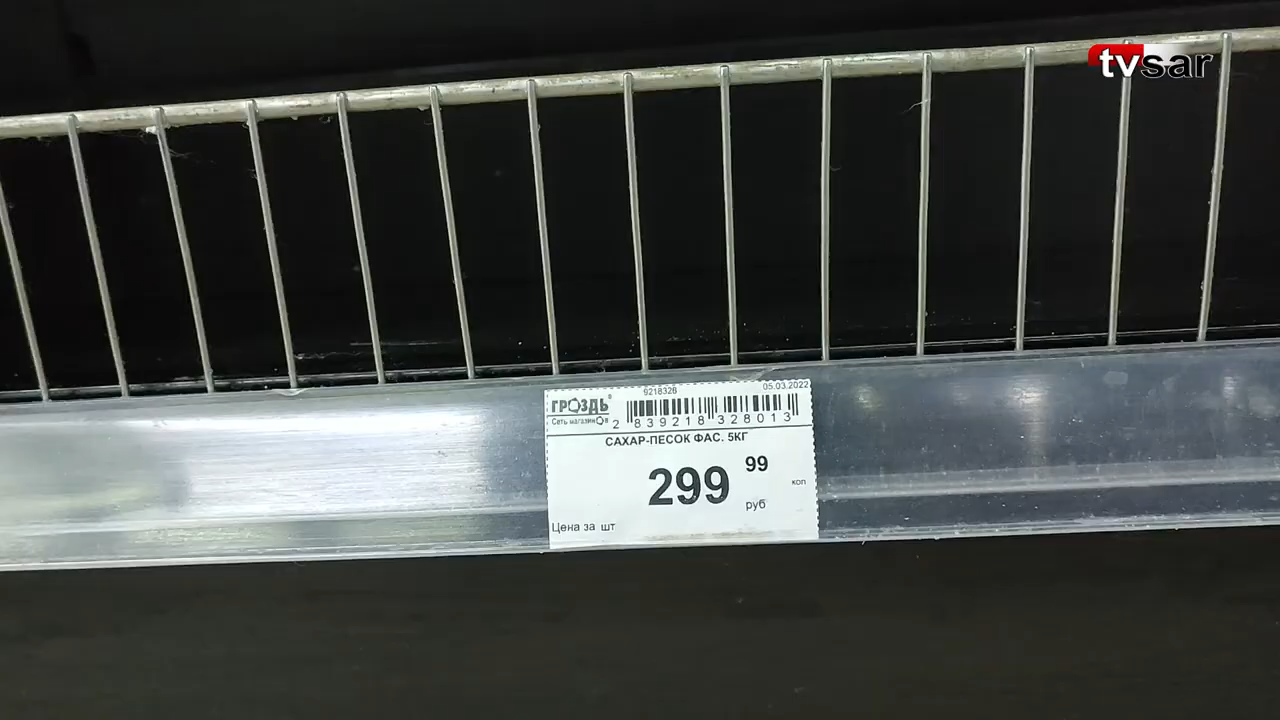 tvsar
9218328 05.03.2022
ГРОЗДЬ®
Сеть магазинов
2 839218 328013
САХАР-ПЕСОК ФАС. 5КГ
299 99
руб коп
Цена за шт